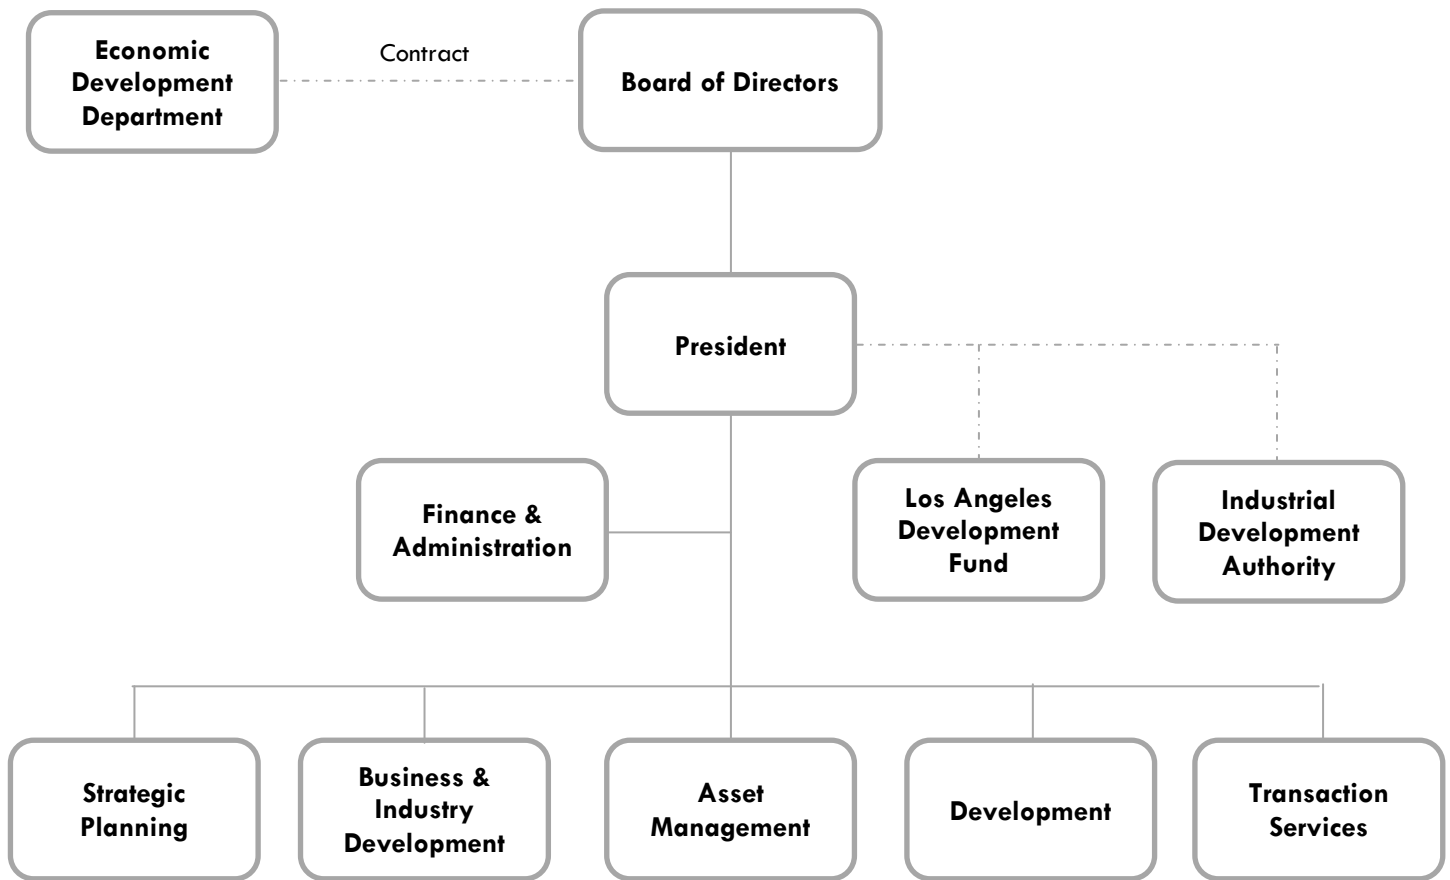 Economic
Development
Department
Contract
Board of Directors
President
Finance &
Administration
Los Angeles
Development
Fund
Industrial
Development
Authority
Strategic
Planning
Business &
Industry
Development
Asset
Management
Development
Transaction
Services